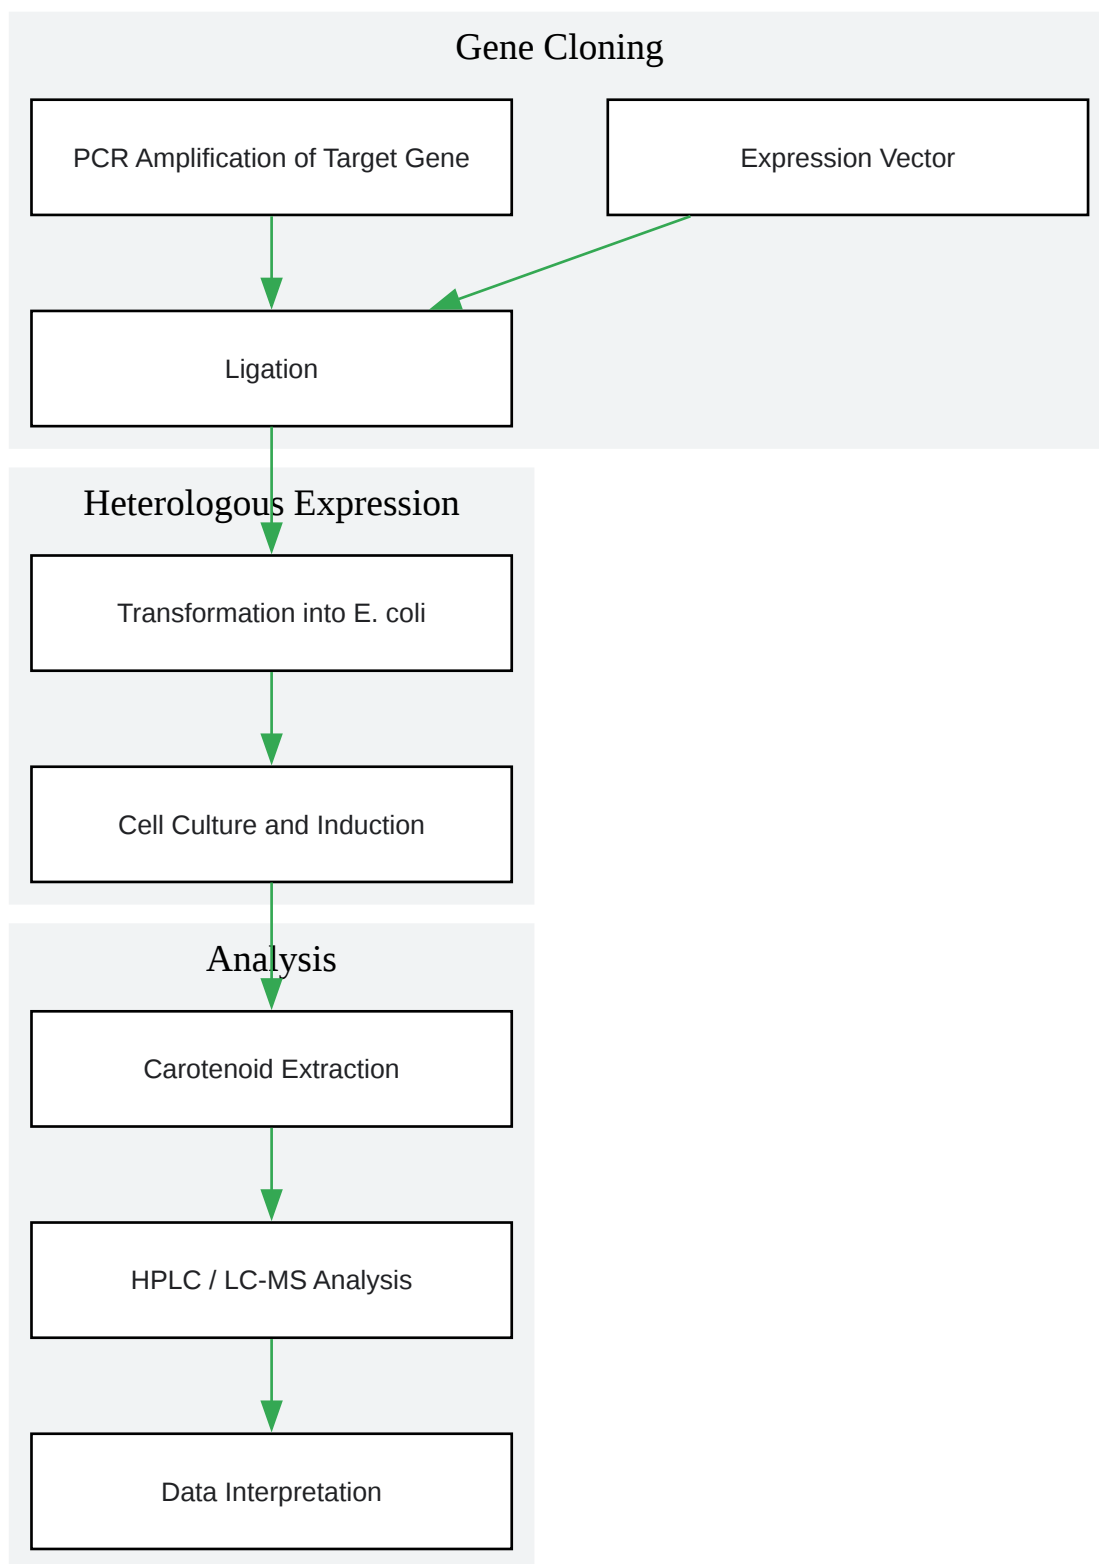 Gene Cloning
PCR Amplification of Target Gene
Expression Vector
Ligation
Heterologous Expression
Transformation into E. coli
Cell Culture and Induction
Analysis
Carotenoid Extraction
HPLC / LC-MS Analysis
Data Interpretation